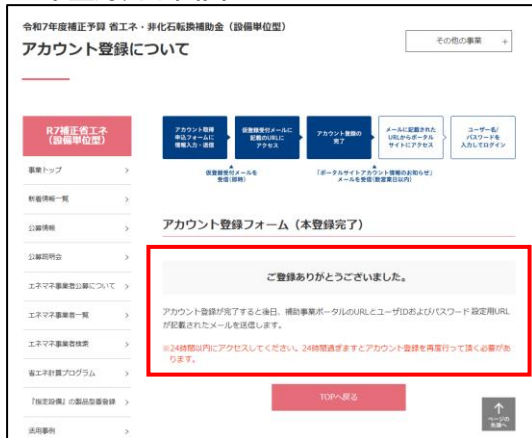 令和7年度補正予算 省エネ・非化石転換補助金（設備単位型）
アカウント登録について
その他の事業 +
R7補正省エネ
（設備単位型）
事業トップ >
新着情報一覧 >
公募情報 >
公募説明会 >
エネマネ事業者公募について >
エネマネ事業者一覧 >
エネマネ事業者検索 >
省エネ計算プログラム >
「指定設備」の製品型番登録 >
活用事例 >
アカウント取得
申込フォームに
情報入力・送信
仮登録受付メールに
記載のURLに
アクセス
アカウント登録の
完了
メールに記載された
URLからポータル
サイトにアクセス
ユーザー名/
パスワードを
入力してログイン
仮登録受付メールを
受信(即時)
「ポータルサイトアカウント情報のお知らせ」
メールを受信(数営業日以内)
アカウント登録フォーム（本登録完了）
ご登録ありがとうございました。
アカウント登録が完了すると後日、補助事業ポータルのURLとユーザIDおよびパスワード 設定用URL
が記載されたメールを送信します。
※24時間以内にアクセスしてください。24時間過ぎますとアカウント登録を再度行って頂く必要があ
ります。
TOPへ戻る
ページの
先頭へ